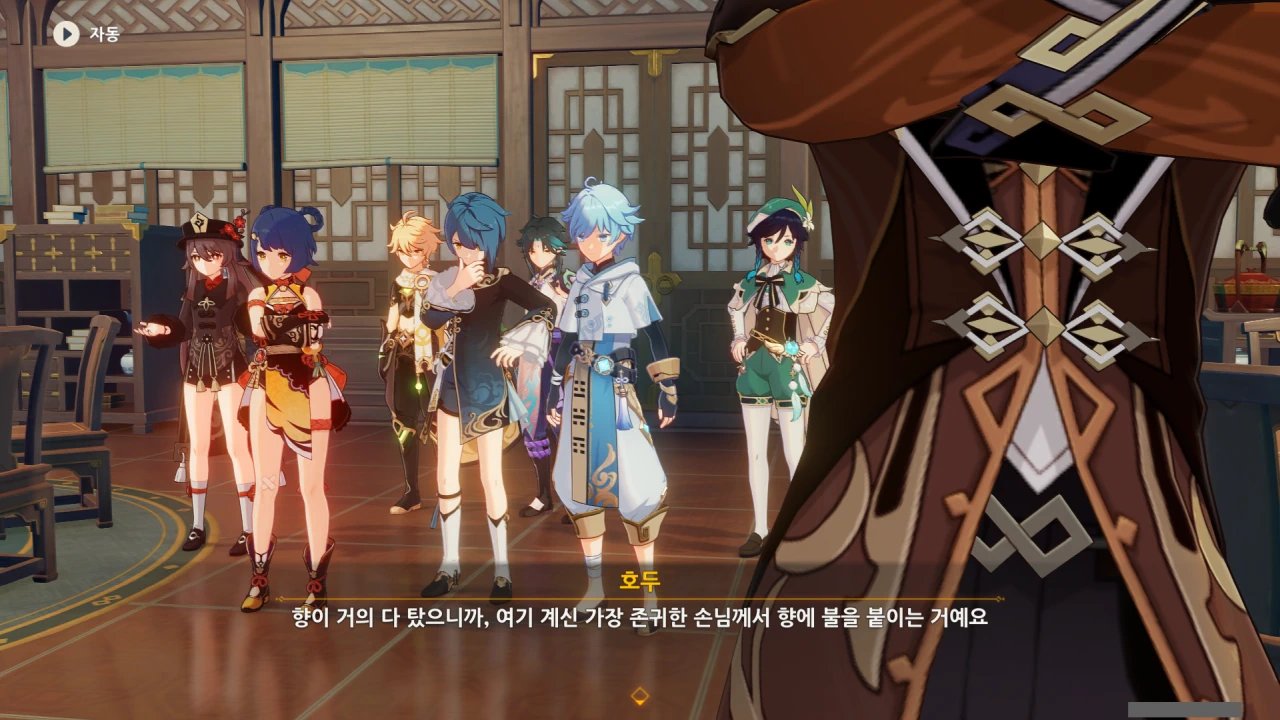 자동
호두
향이 거의 다 탔으니까, 여기 계신 가장 존귀한 손님께서 향에 불을 붙이는 거예요